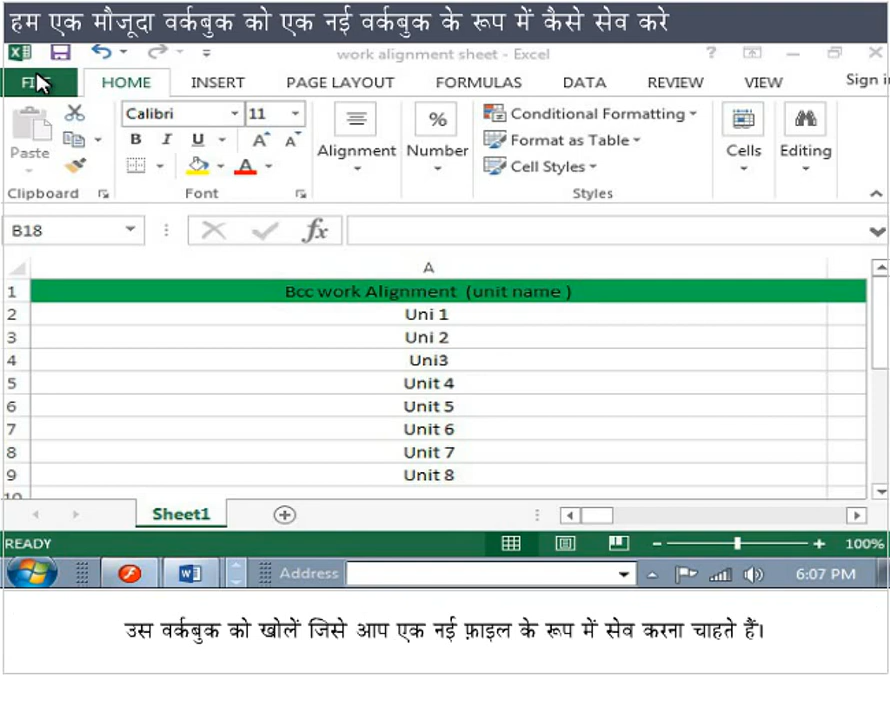 हम एक मौजूदा वर्कबुक को एक नई वर्कबुक के रूप में कैसे सेव करे
work alignment sheet - Excel ?
HOME INSERT PAGE LAYOUT FORMULAS DATA REVIEW VIEW Sign i
Calibri 11
Conditional Formatting
B I U A A
Format as Table
Paste Alignment Number Cells Editing
Cell Styles
Clipboard Font Styles
B18 fx
A
1 Bcc work Alignment (unit name )
2 Uni 1
3 Uni 2
4 Uni3
5 Unit 4
6 Unit 5
7 Unit 6
8 Unit 7
9 Unit 8
10
Sheet1
READY 100%
Address 6:07 PM
उस वर्कबुक को खोलें जिसे आप एक नई फ़ाइल के रूप में सेव करना चाहते हैं।